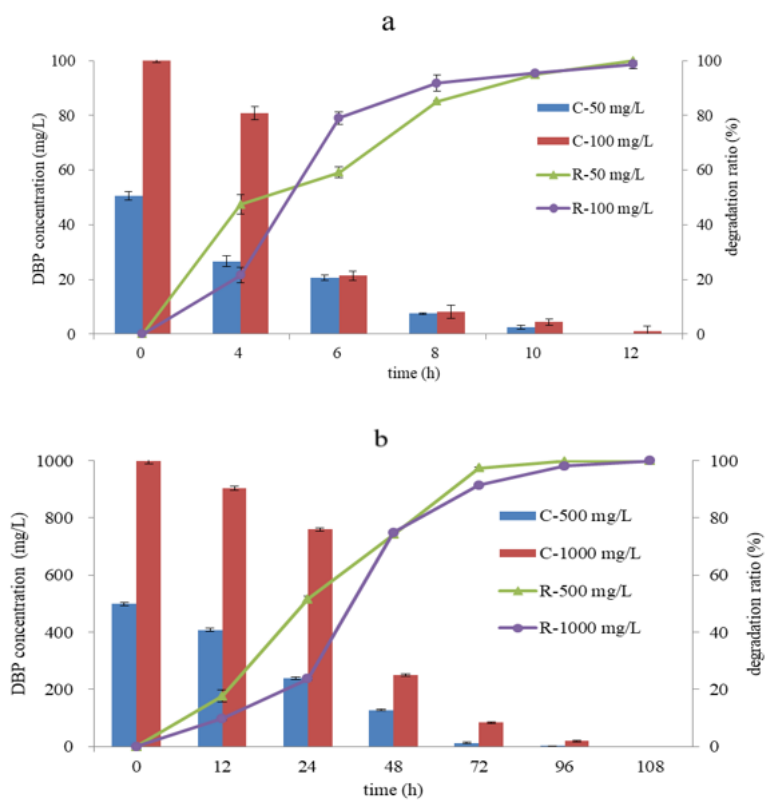 a
100 100
80 80
60 60
40 40
20 20
0 0
DBP concentration (mg/L)
degradation ratio (%)
C-50 mg/L
C-100 mg/L
R-50 mg/L
R-100 mg/L
0 4 6 8 10 12
time (h)
b
1000 100
800 80
600 60
400 40
200 20
0 0
DBP concentration (mg/L)
degradation ratio (%)
C-500 mg/L
C-1000 mg/L
R-500 mg/L
R-1000 mg/L
0 12 24 48 72 96 108
time (h)